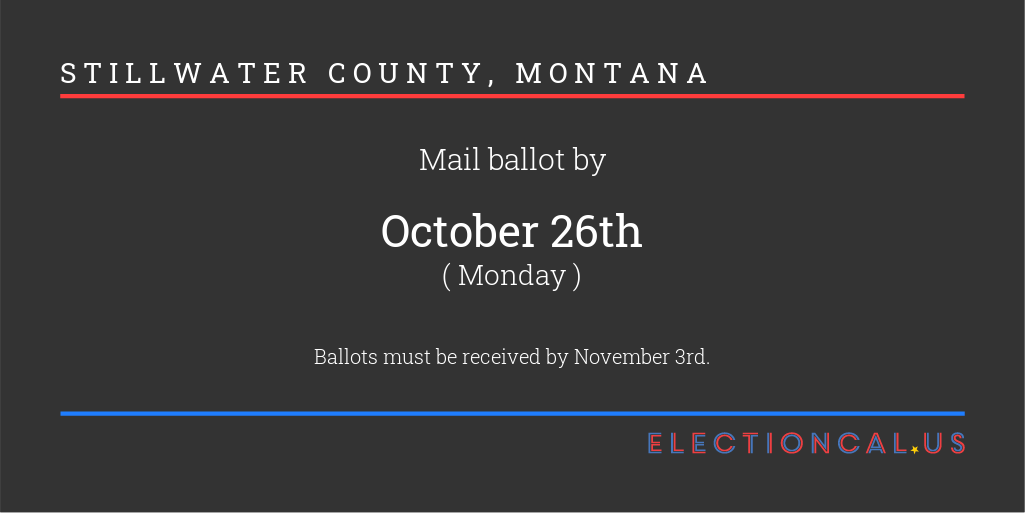 STILLWATER COUNTY, MONTANA
Mail ballot by
October 26th
( Monday )
Ballots must be received by November 3rd.
ELECTIONCAL.US